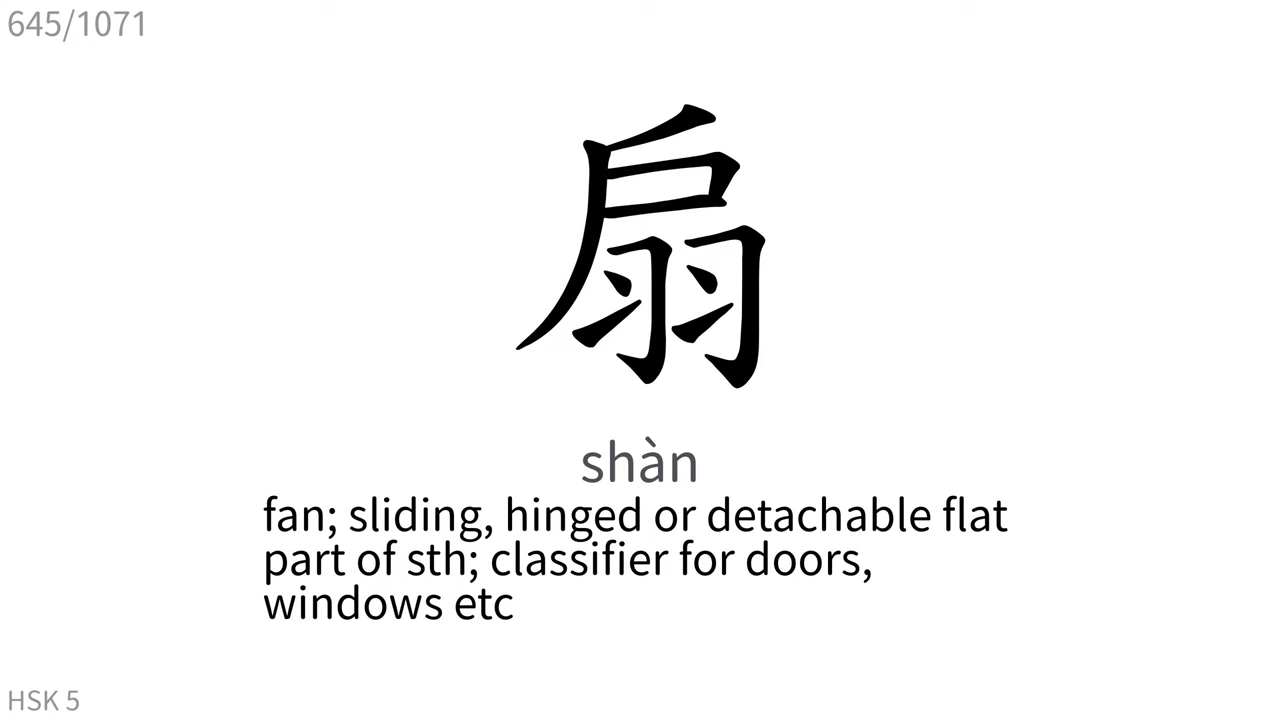 645/1071
扇
shàn
fan; sliding, hinged or detachable flat
part of sth; classifier for doors,
windows etc
HSK 5